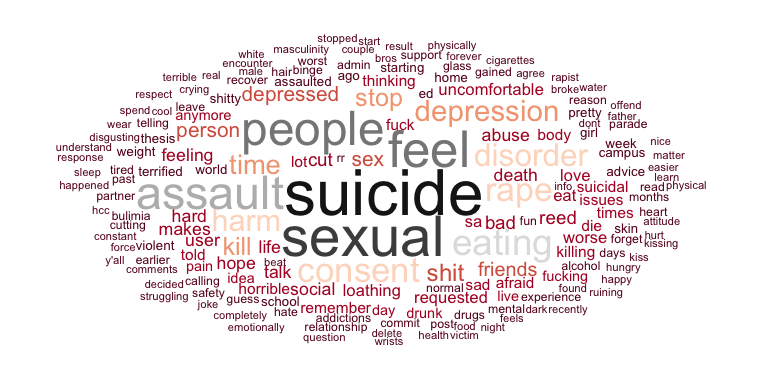 stopped start
white masculinity couple result physically
encounter worst bros support forever cigarettes
terrible real male hair binge admin starting glass gained agree rapist
recover assaulted ago thinking home uncomfortable broke water
respect crying shitty depressed stop ed reason offend
spend cool leave anymore depression pretty father
wear telling person people fuck dont parade
disgusting thesis feel abuse body girl week nice
understand weight feeling time lot cut rr sex disorder campus matter
response tired terrified world death love advice easier
sleep past assault suicide rape info suicidal read learn physical
happened partner eat issues months
hcc bulimia hard harm sa bad fun reed times heart
cutting makes sexual die skin attitude
constant user kill life eating worse forget hurt
force violent told beat killing days kissing
y'all earlier pain hope talk consent shit friends alcohol kiss hungry
comments calling idea fucking
decided horrible social loathing normal sad afraid found happy
struggling safety guess school requested live experience ruining
joke hate remember day drunk drugs mental dark recently
completely addictions commit post food feels
emotionally relationship delete night
question wrists health victim